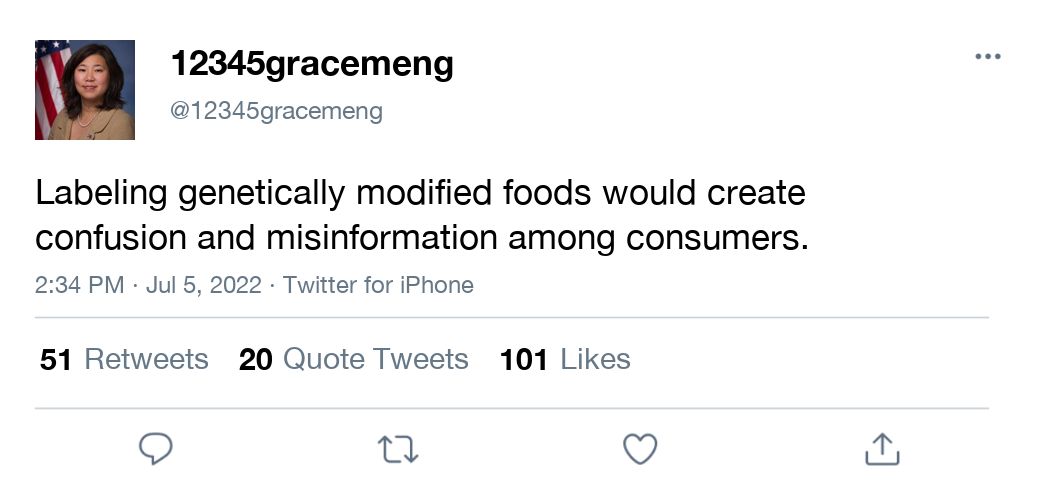 12345gracemeng
@12345gracemeng
Labeling genetically modified foods would create
confusion and misinformation among consumers.
2:34 PM · Jul 5, 2022 · Twitter for iPhone
51 Retweets 20 Quote Tweets 101 Likes